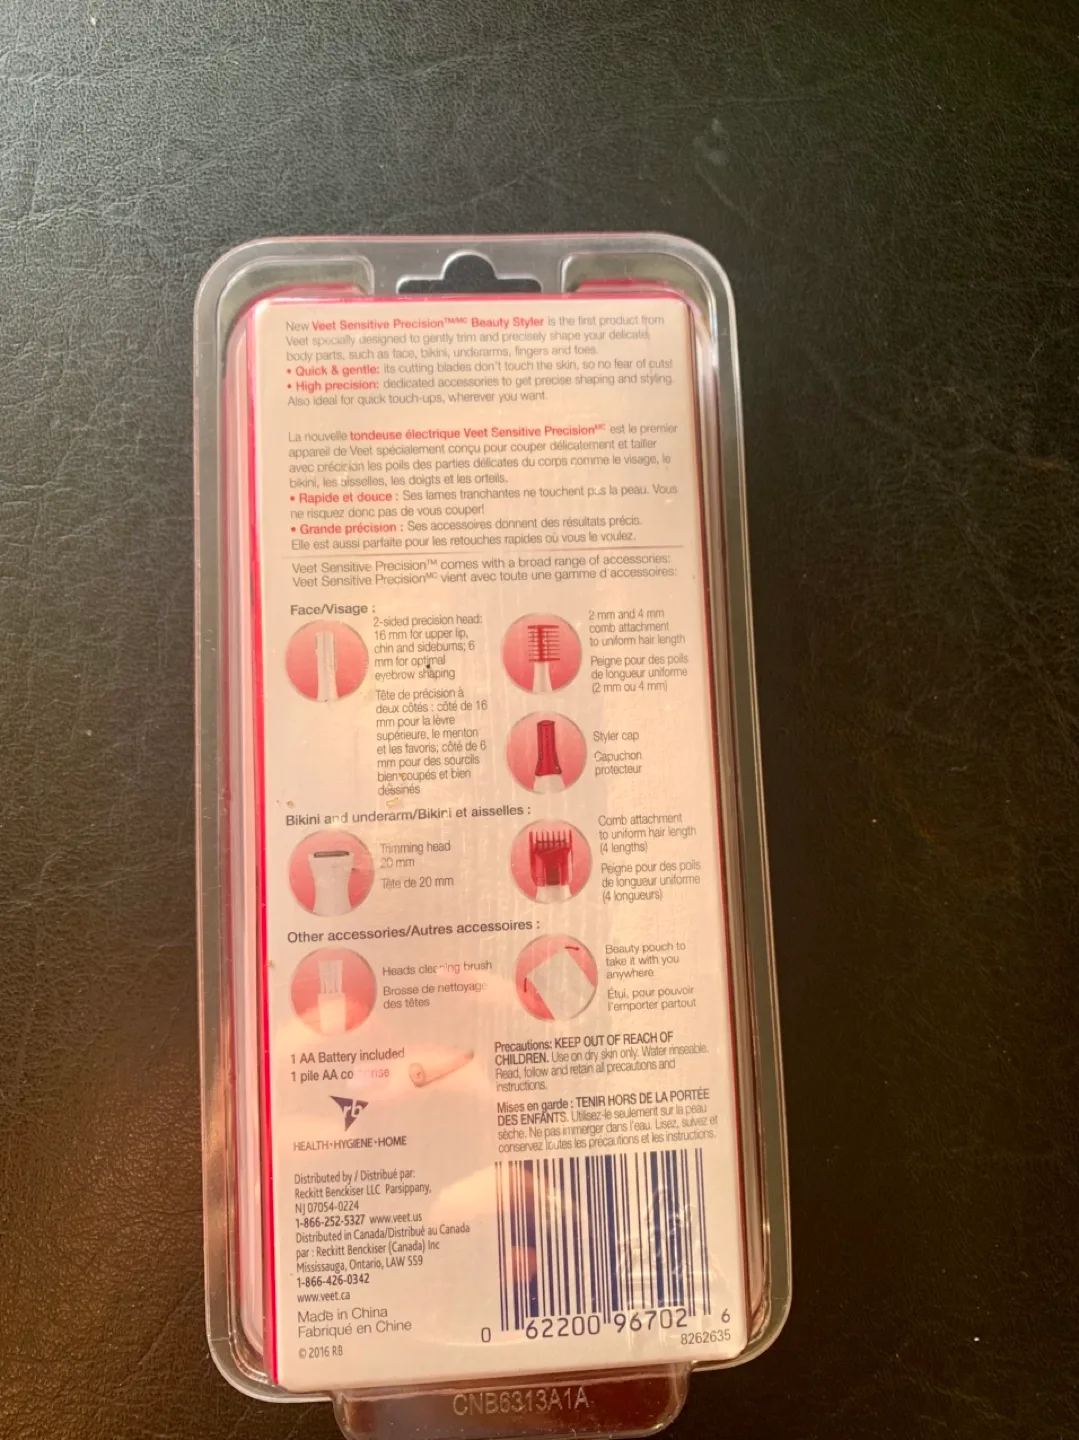 New Veet Sensitive Precision™/MC Beauty Styler is the first product from
Veet specially designed to gently trim and precisely shape your delicate
body parts, such as face, bikini, underarms, fingers and toes.
• Quick & gentle: its cutting blades don't touch the skin, so no fear of cuts!
• High precision: dedicated accessories to get precise shaping and styling.
Also ideal for quick touch-ups, wherever you want.
La nouvelle tondeuse électrique Veet Sensitive PrecisionMC est le premier
appareil de Veet spécialement conçu pour couper délicatement et tailler
avec précision les poils des parties délicates du corps comme le visage, le
bikini, les aisselles, les doigts et les orteils.
• Rapide et douce : Ses lames tranchantes ne touchent pas la peau. Vous
ne risquez donc pas de vous couper!
• Grande précision : Ses accessoires donnent des résultats précis.
Elle est aussi parfaite pour les retouches rapides où vous le voulez.
Veet Sensitive Precision™ comes with a broad range of accessories:
Veet Sensitive PrecisionMC vient avec toute une gamme d'accessoires:
Face/Visage :
2-sided precision head:
16 mm for upper lip,
chin and sideburns; 6
mm for optimal
eyebrow shaping
Tête de précision à
deux côtés : côté de 16
mm pour la lèvre
supérieure, le menton
et les favoris; côté de 6
mm pour des sourcils
bien coupés et bien
dessinés
2 mm and 4 mm
comb attachment
to uniform hair length
Peigne pour des poils
de longueur uniforme
(2 mm ou 4 mm)
Styler cap
Capuchon
protecteur
Bikini and underarm/Bikini et aisselles :
Trimming head
20 mm
Tête de 20 mm
Comb attachment
to uniform hair length
(4 lengths)
Peigne pour des poils
de longueur uniforme
(4 longueurs)
Other accessories/Autres accessoires :
Heads cleaning brush
Brosse de nettoyage
des têtes
Beauty pouch to
take it with you
anywhere
Étui, pour pouvoir
l'emporter partout
1 AA Battery included
1 pile AA comprise
rb
HEALTH•HYGIENE•HOME
Precautions: KEEP OUT OF REACH OF
CHILDREN. Use on dry skin only. Water rinseable.
Read, follow and retain all precautions and
instructions.
Mises en garde : TENIR HORS DE LA PORTÉE
DES ENFANTS. Utilisez-le seulement sur la peau
sèche. Ne pas immerger dans l'eau. Lisez, suivez et
conservez toutes les précautions et les instructions.
Distributed by / Distribué par:
Reckitt Benckiser LLC Parsippany,
NJ 07054-0224
1-866-252-5327 www.veet.us
Distributed in Canada/Distribué au Canada
par : Reckitt Benckiser (Canada) Inc
Mississauga, Ontario, L4W 5S9
1-866-426-0342
www.veet.ca
Made in China
Fabriqué en Chine
© 2016 RB
0 62200 96702 6
8262635
CNB6313A1A